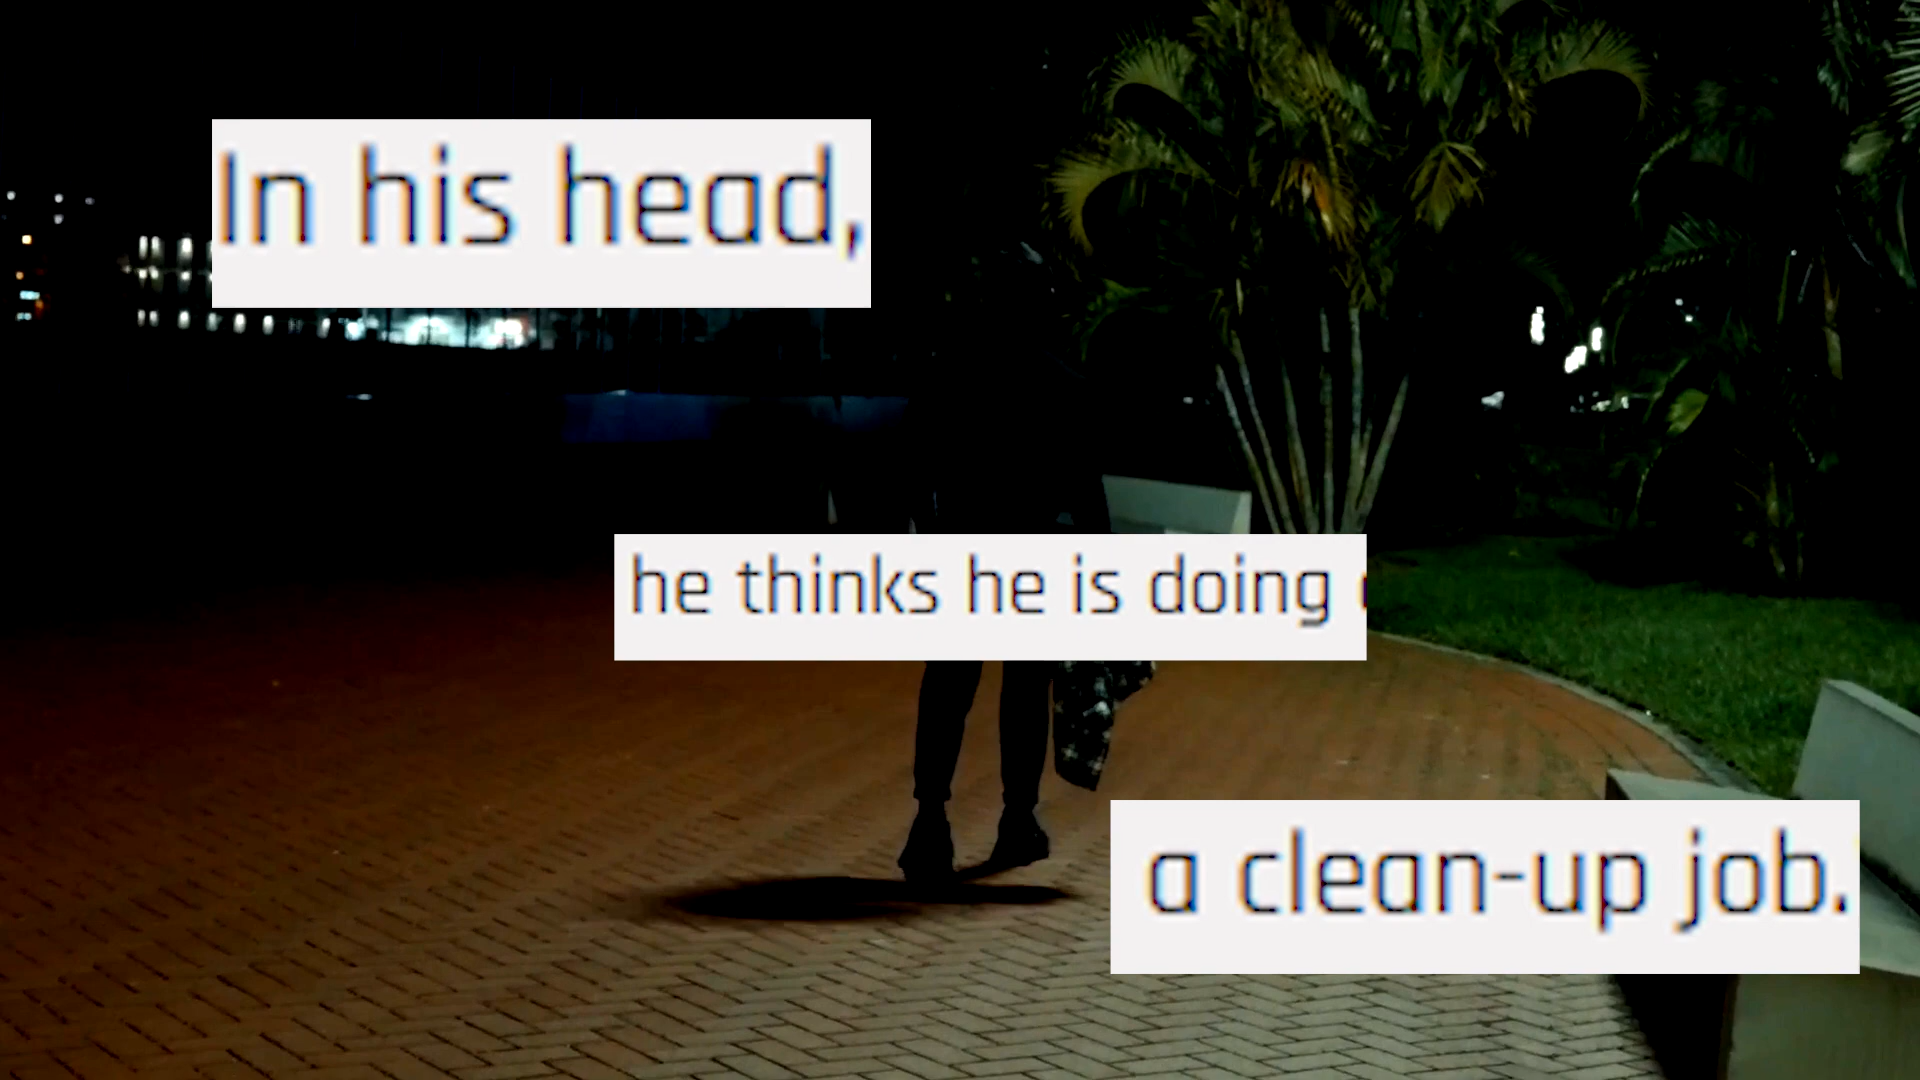 In his head,
he thinks he is doing
a clean-up job.